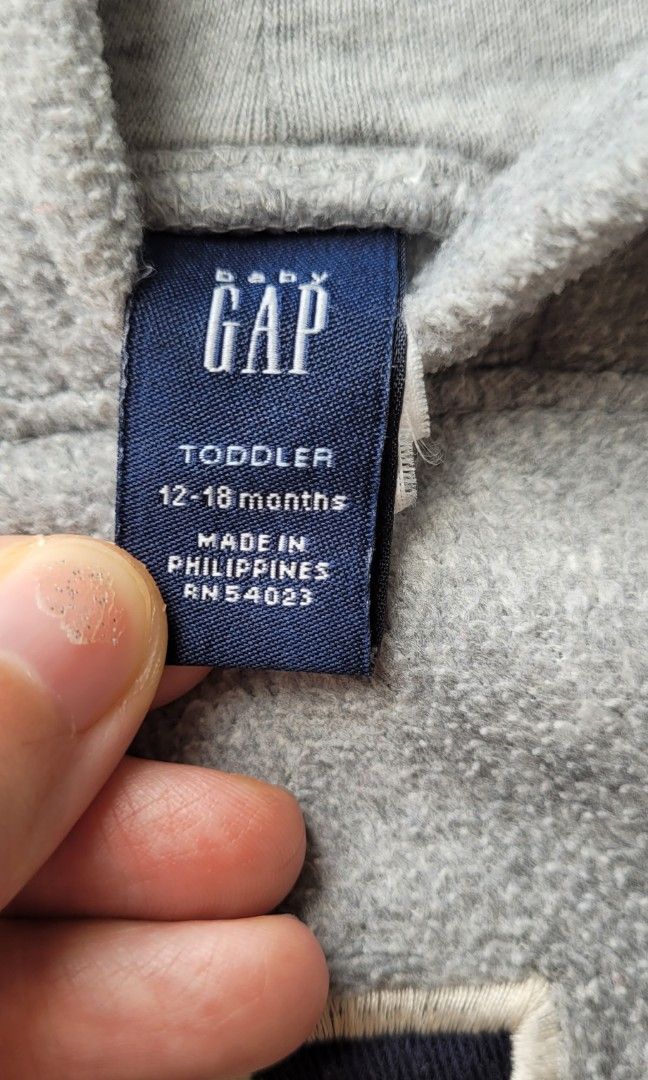 baby
GAP
TODDLER
12-18 months
MADE IN
PHILIPPINES
RN 54023